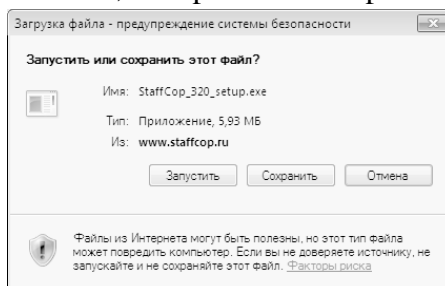 Загрузка файла - предупреждение системы безопасности
Запустить или сохранить этот файл?
Имя: StaffCop_320_setup.exe
Тип: Приложение, 5,93 МБ
Из: www.staffcop.ru
Запустить Сохранить Отмена
Файлы из Интернета могут быть полезны, но этот тип файла
может повредить компьютер. Если вы не доверяете источнику, не
запускайте и не сохраняйте этот файл. Факторы риска